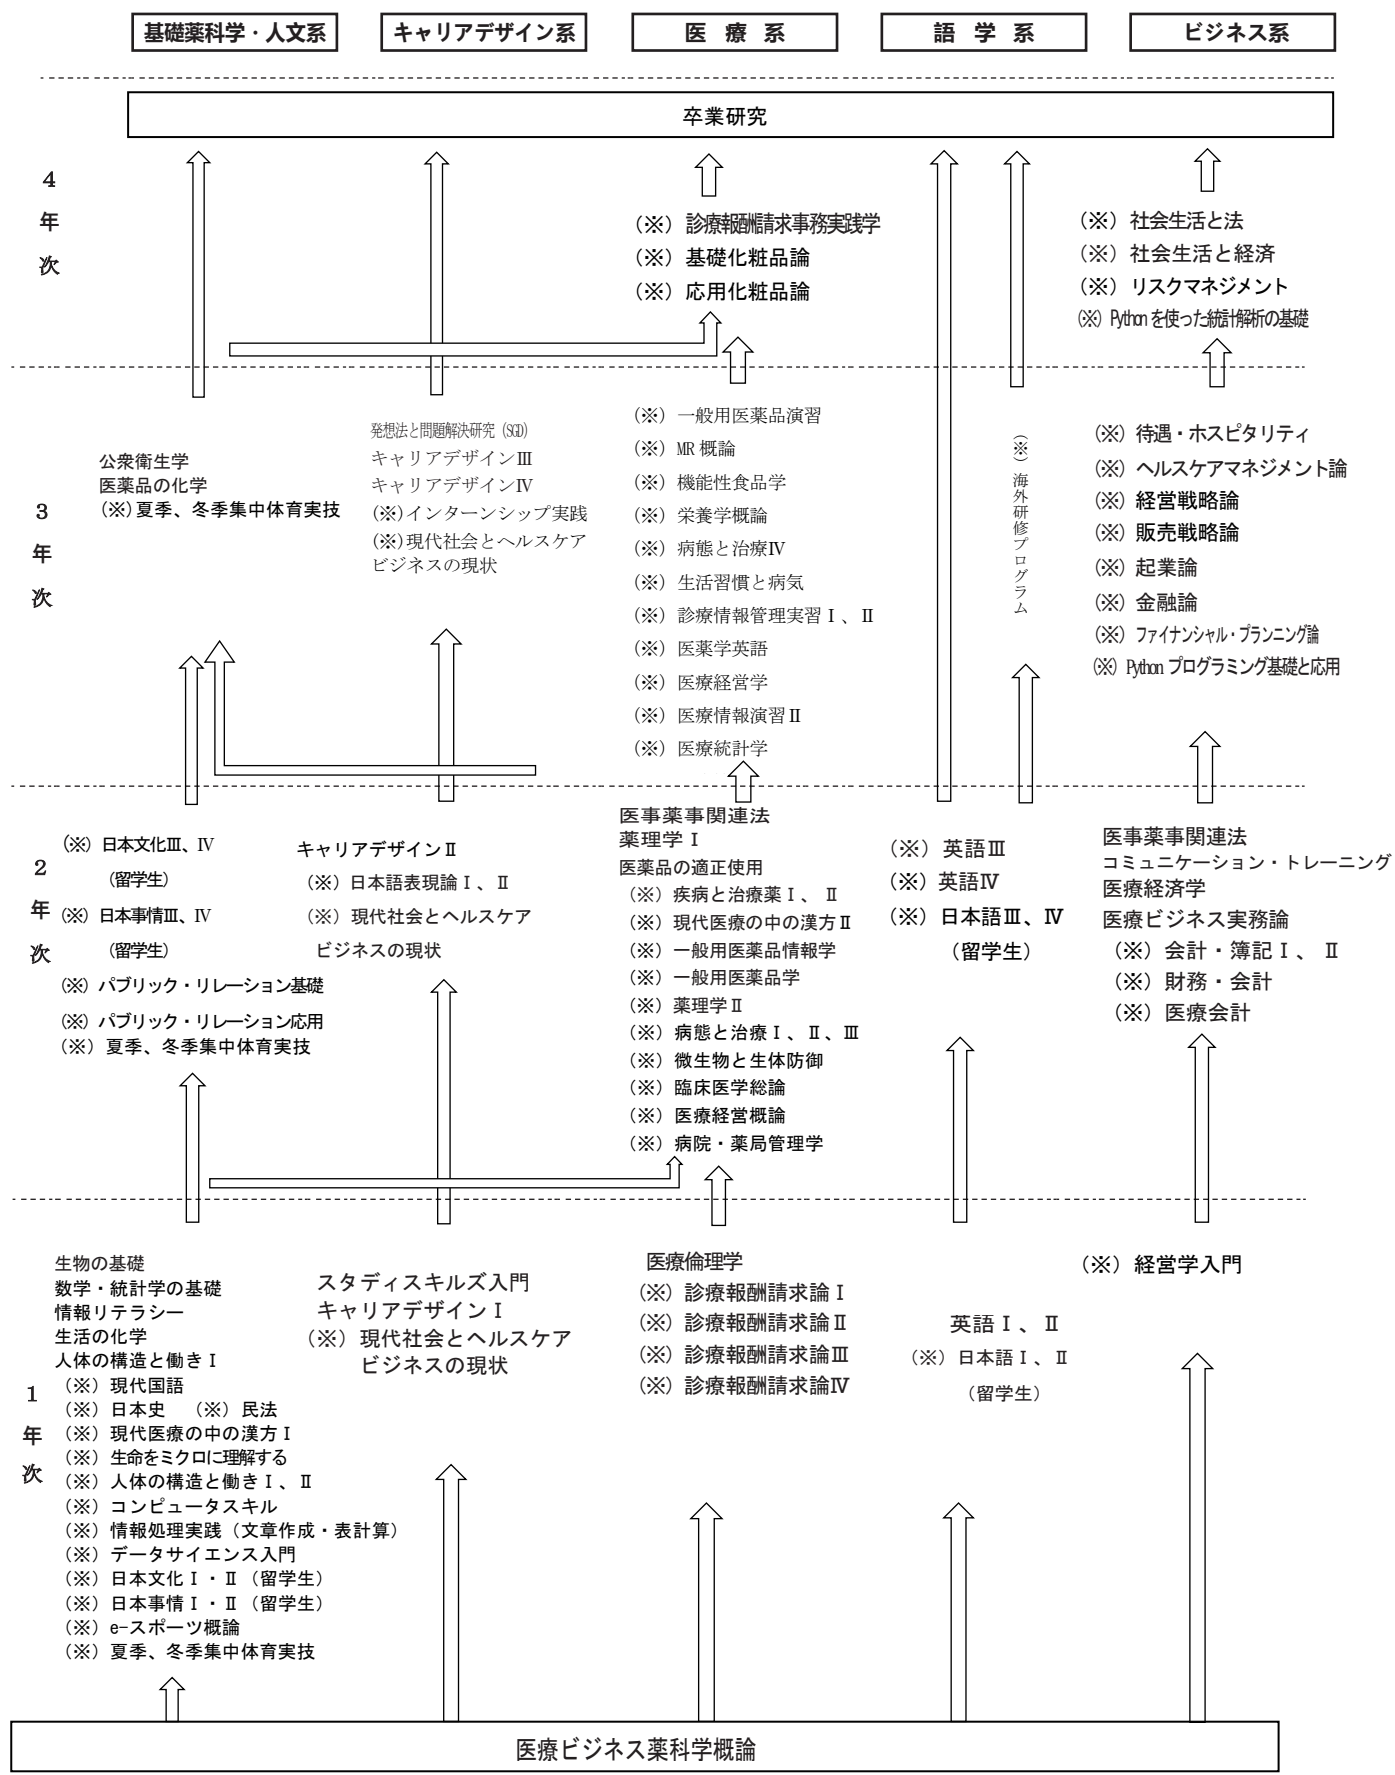 基礎薬科学・人文系
キャリアデザイン系
医 療 系
語 学 系
ビジネス系
卒業研究
4
年
次
(※) 診療報酬請求事務実践学
(※) 基礎化粧品論
(※) 応用化粧品論
(※) 社会生活と法
(※) 社会生活と経済
(※) リスクマネジメント
(※) Pythonを使った統計解析の基礎
3
年
次
公衆衛生学
医薬品の化学
(※)夏季、冬季集中体育実技
発想法と問題解決研究（SGD）
キャリアデザインⅢ
キャリアデザインⅣ
(※)インターンシップ実践
(※)現代社会とヘルスケア
ビジネスの現状
(※) 一般用医薬品演習
(※) MR概論
(※) 機能性食品学
(※) 栄養学概論
(※) 病態と治療Ⅳ
(※) 生活習慣と病気
(※) 診療情報管理実習Ⅰ、Ⅱ
(※) 医薬学英語
(※) 医療経営学
(※) 医療情報演習Ⅱ
(※) 医療統計学
(※) 海外研修プログラム
(※) 待遇・ホスピタリティ
(※) ヘルスケアマネジメント論
(※) 経営戦略論
(※) 販売戦略論
(※) 起業論
(※) 金融論
(※) ファイナンシャル・プランニング論
(※) Python プログラミング基礎と応用
2
年
次
(※) 日本文化Ⅲ、Ⅳ
（留学生）
(※) 日本事情Ⅲ、Ⅳ
（留学生）
(※) パブリック・リレーション基礎
(※) パブリック・リレーション応用
(※) 夏季、冬季集中体育実技
キャリアデザインⅡ
(※) 日本語表現論Ⅰ、Ⅱ
(※) 現代社会とヘルスケア
ビジネスの現状
医事薬事関連法
薬理学Ⅰ
医薬品の適正使用
(※) 疾病と治療薬Ⅰ、Ⅱ
(※) 現代医療の中の漢方Ⅱ
(※) 一般用医薬品情報学
(※) 一般用医薬品学
(※) 薬理学Ⅱ
(※) 病態と治療Ⅰ、Ⅱ、Ⅲ
(※) 微生物と生体防御
(※) 臨床医学総論
(※) 医療経営概論
(※) 病院・薬局管理学
(※) 英語Ⅲ
(※) 英語Ⅳ
(※) 日本語Ⅲ、Ⅳ
（留学生）
医事薬事関連法
コミュニケーション・トレーニング
医療経済学
医療ビジネス実務論
(※) 会計・簿記Ⅰ、Ⅱ
(※) 財務・会計
(※) 医療会計
1
年
次
生物の基礎
数学・統計学の基礎
情報リテラシー
生活の化学
人体の構造と働きⅠ
(※) 現代国語
(※) 日本史 (※) 民法
(※) 現代医療の中の漢方Ⅰ
(※) 生命をミクロに理解する
(※) 人体の構造と働きⅠ、Ⅱ
(※) コンピュータスキル
(※) 情報処理実践（文章作成・表計算）
(※) データサイエンス入門
(※) 日本文化Ⅰ・Ⅱ（留学生）
(※) 日本事情Ⅰ・Ⅱ（留学生）
(※) e-スポーツ概論
(※) 夏季、冬季集中体育実技
スタディスキルズ入門
キャリアデザインⅠ
(※) 現代社会とヘルスケア
ビジネスの現状
医療倫理学
(※) 診療報酬請求論Ⅰ
(※) 診療報酬請求論Ⅱ
(※) 診療報酬請求論Ⅲ
(※) 診療報酬請求論Ⅳ
英語Ⅰ、Ⅱ
(※) 日本語Ⅰ、Ⅱ
（留学生）
(※) 経営学入門
医療ビジネス薬科学概論